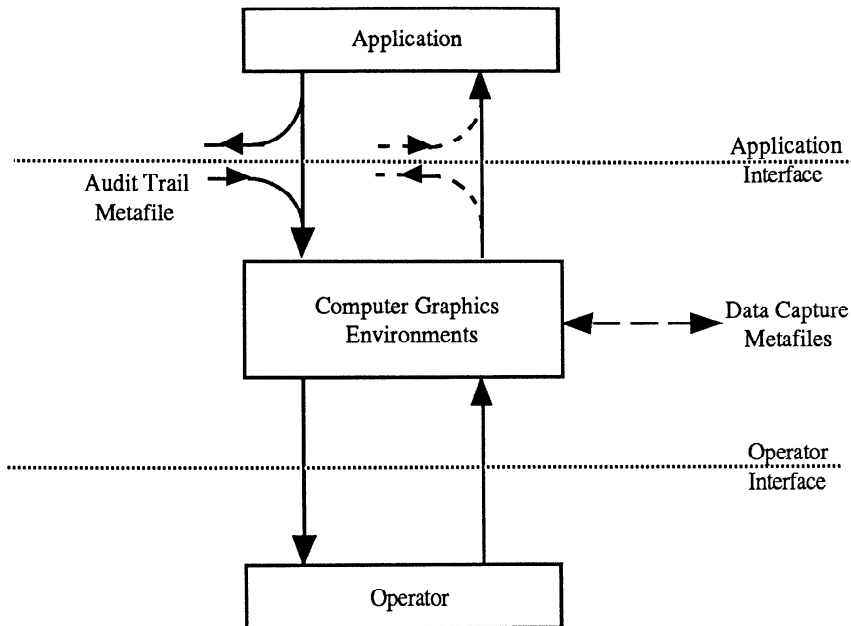 Application
Application
Interface
Audit Trail
Metafile
Computer Graphics
Environments
Data Capture
Metafiles
Operator
Interface
Operator